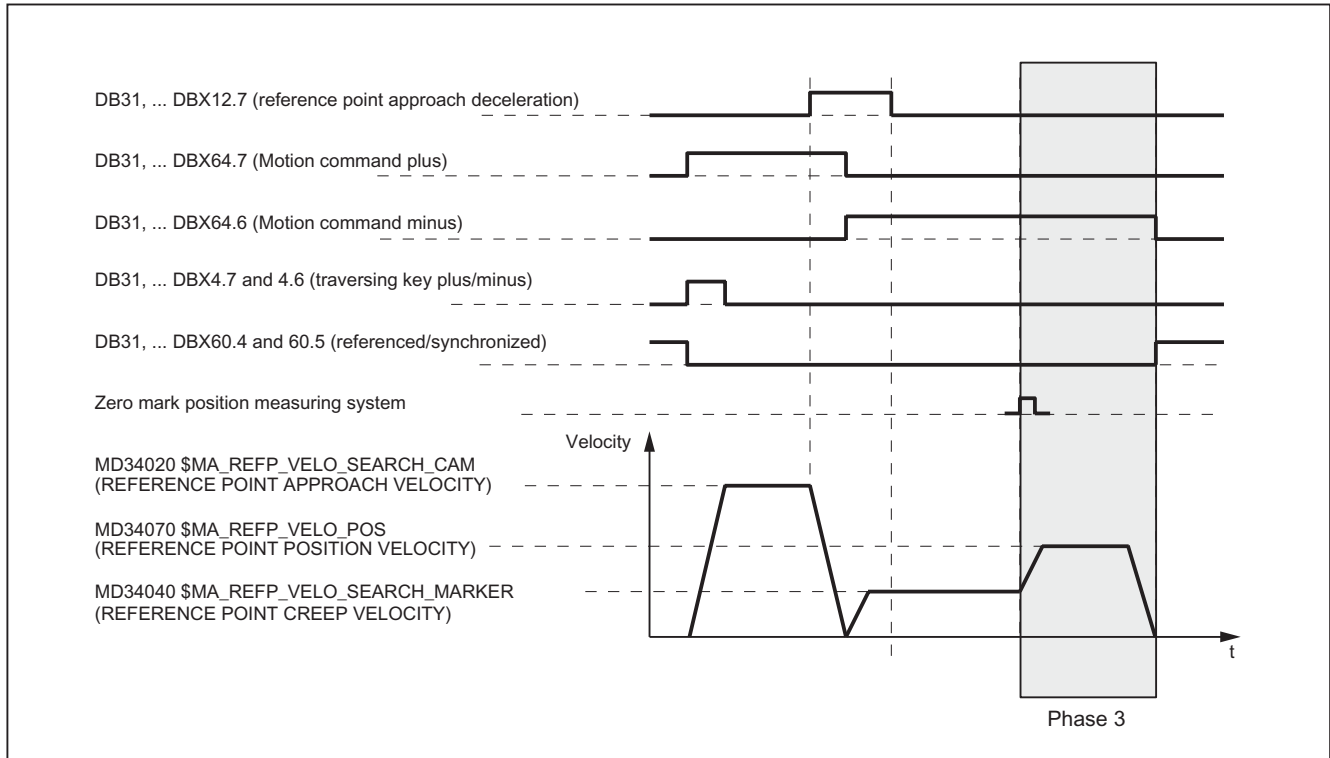 DB31, ... DBX12.7 (reference point approach deceleration)
DB31, ... DBX64.7 (Motion command plus)
DB31, ... DBX64.6 (Motion command minus)
DB31, ... DBX4.7 and 4.6 (traversing key plus/minus)
DB31, ... DBX60.4 and 60.5 (referenced/synchronized)
Zero mark position measuring system
Velocity
MD34020 $MA_REFP_VELO_SEARCH_CAM
(REFERENCE POINT APPROACH VELOCITY)
MD34070 $MA_REFP_VELO_POS
(REFERENCE POINT POSITION VELOCITY)
MD34040 $MA_REFP_VELO_SEARCH_MARKER
(REFERENCE POINT CREEP VELOCITY)
t
Phase 3